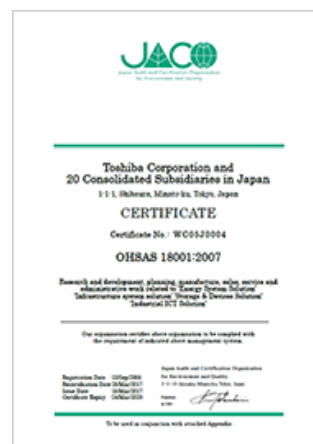 JACO
Japan Audit and Certification Organization
for Environment and Quality
Toshiba Corporation and
20 Consolidated Subsidiaries in Japan
1-1-1, Shibaura, Minato-ku, Tokyo, Japan
CERTIFICATE
Certificate No.: WC05J0004
OHSAS 18001:2007
Research and development, planning, manufacture, sales, service and
administrative work related to "Energy System Solution"
"Infrastructure system solution" "Storage & Devices Solution"
"Industrial ICT Solution"
Our organization certifies above organization to be complied with
the requirement of indicated above management system.
Japan Audit and Certification Organization
for Environment and Quality
Registration Date
Recertification Date
Issue Date
Certificate Expiry
To be used in conjunction with attached Appendix